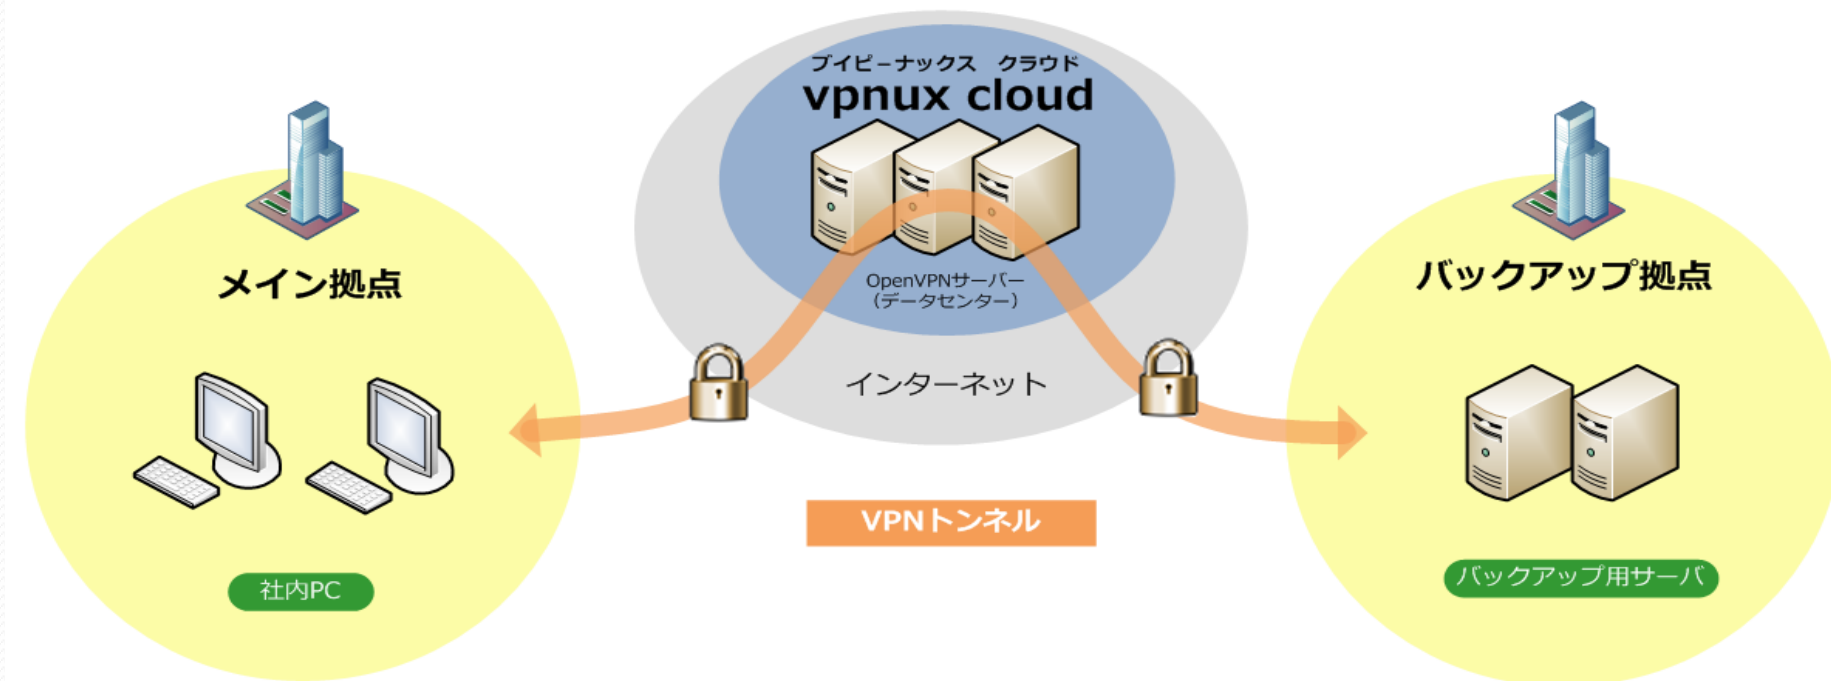 ブイピーナックス クラウド
vpnux cloud
OpenVPNサーバー
（データセンター）
インターネット
メイン拠点
社内PC
VPNトンネル
バックアップ拠点
バックアップ用サーバ